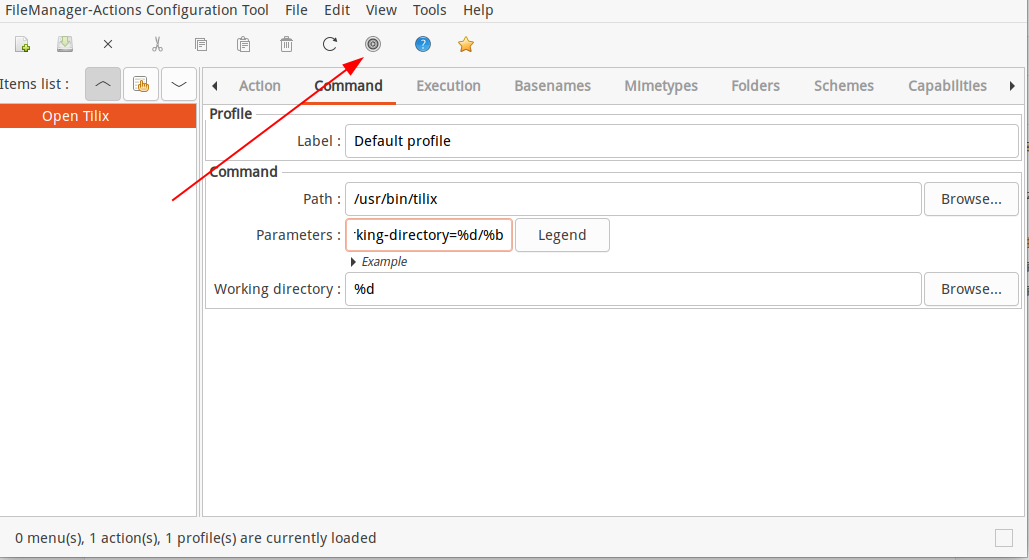 FileManager-Actions Configuration Tool File Edit View Tools Help
Items list :
Action Command Execution Basenames Mimetypes Folders Schemes Capabilities
Open Tilix
Profile
Label : Default profile
Command
Path : /usr/bin/tilix Browse...
Parameters : king-directory=%d/%b Legend
Example
Working directory : %d Browse...
0 menu(s), 1 action(s), 1 profile(s) are currently loaded